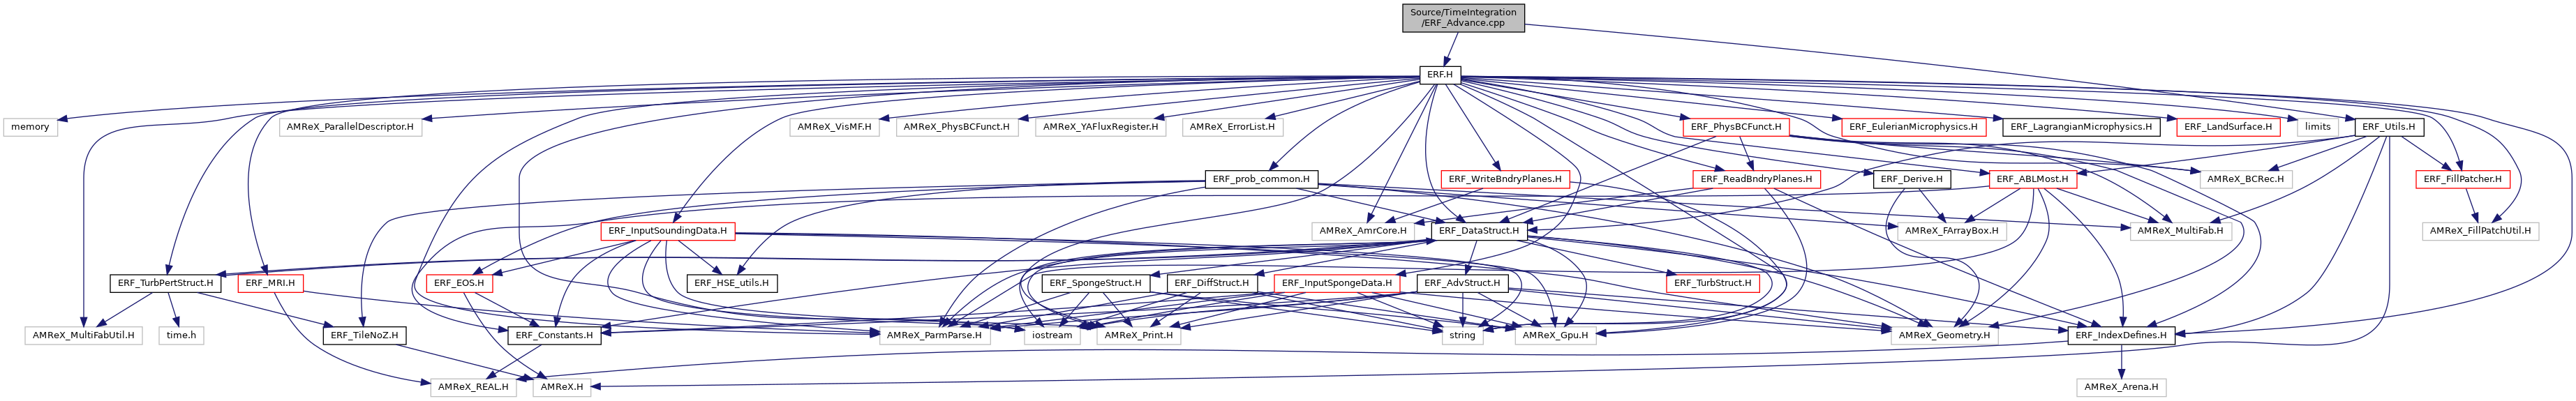 Source/TimeIntegration
/ERF_Advance.cpp
ERF.H
memory
AMReX_ParallelDescriptor.H
AMReX_VisMF.H
AMReX_PhysBCFunct.H
AMReX_YAFluxRegister.H
AMReX_ErrorList.H
ERF_PhysBCFunct.H
ERF_EulerianMicrophysics.H
ERF_LagrangianMicrophysics.H
ERF_LandSurface.H
limits
ERF_Utils.H
ERF_prob_common.H
ERF_WriteBndryPlanes.H
ERF_ReadBndryPlanes.H
ERF_Derive.H
ERF_ABLMost.H
AMReX_BCRec.H
ERF_FillPatcher.H
ERF_InputSoundingData.H
AMReX_AmrCore.H
ERF_DataStruct.H
AMReX_FArrayBox.H
AMReX_MultiFab.H
AMReX_FillPatchUtil.H
ERF_TurbPertStruct.H
ERF_MRI.H
ERF_EOS.H
ERF_HSE_utils.H
ERF_SpongeStruct.H
ERF_DiffStruct.H
ERF_InputSpongeData.H
ERF_AdvStruct.H
ERF_TurbStruct.H
AMReX_MultiFabUtil.H
time.h
ERF_TileNoZ.H
ERF_Constants.H
AMReX_ParmParse.H
iostream
AMReX_Print.H
string
AMReX_Gpu.H
AMReX_Geometry.H
ERF_IndexDefines.H
AMReX_REAL.H
AMReX.H
AMReX_Arena.H